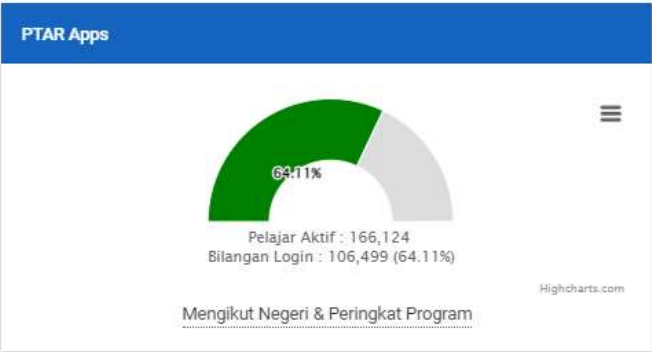 PTAR Apps
64.11%
Pelajar Aktif : 166,124
Bilangan Login : 106,499 (64.11%)
Highcharts.com
Mengikut Negeri & Peringkat Program